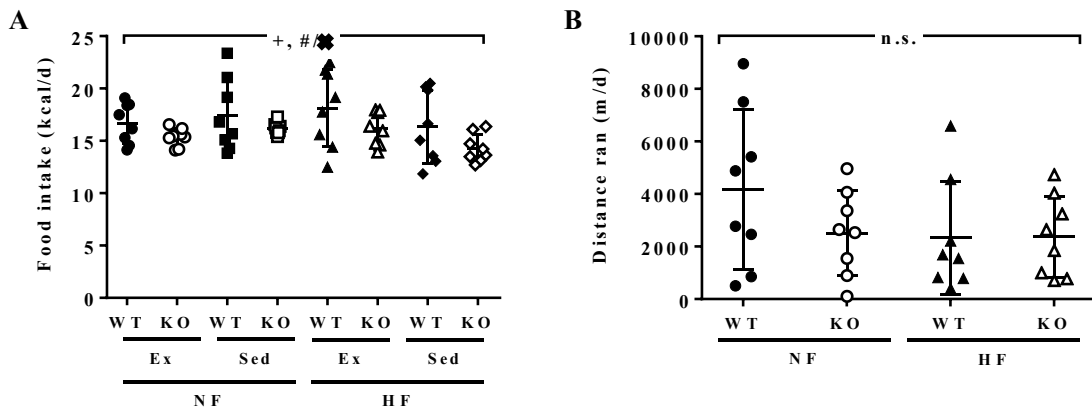 A
B
+, #/
n.s.
Food intake (kcal/d)
25
20
15
10
5
0
WT KO WT KO WT KO WT KO
Ex Sed Ex Sed
NF HF
Distance ran (m/d)
10000
8000
6000
4000
2000
0
WT KO WT KO
NF HF